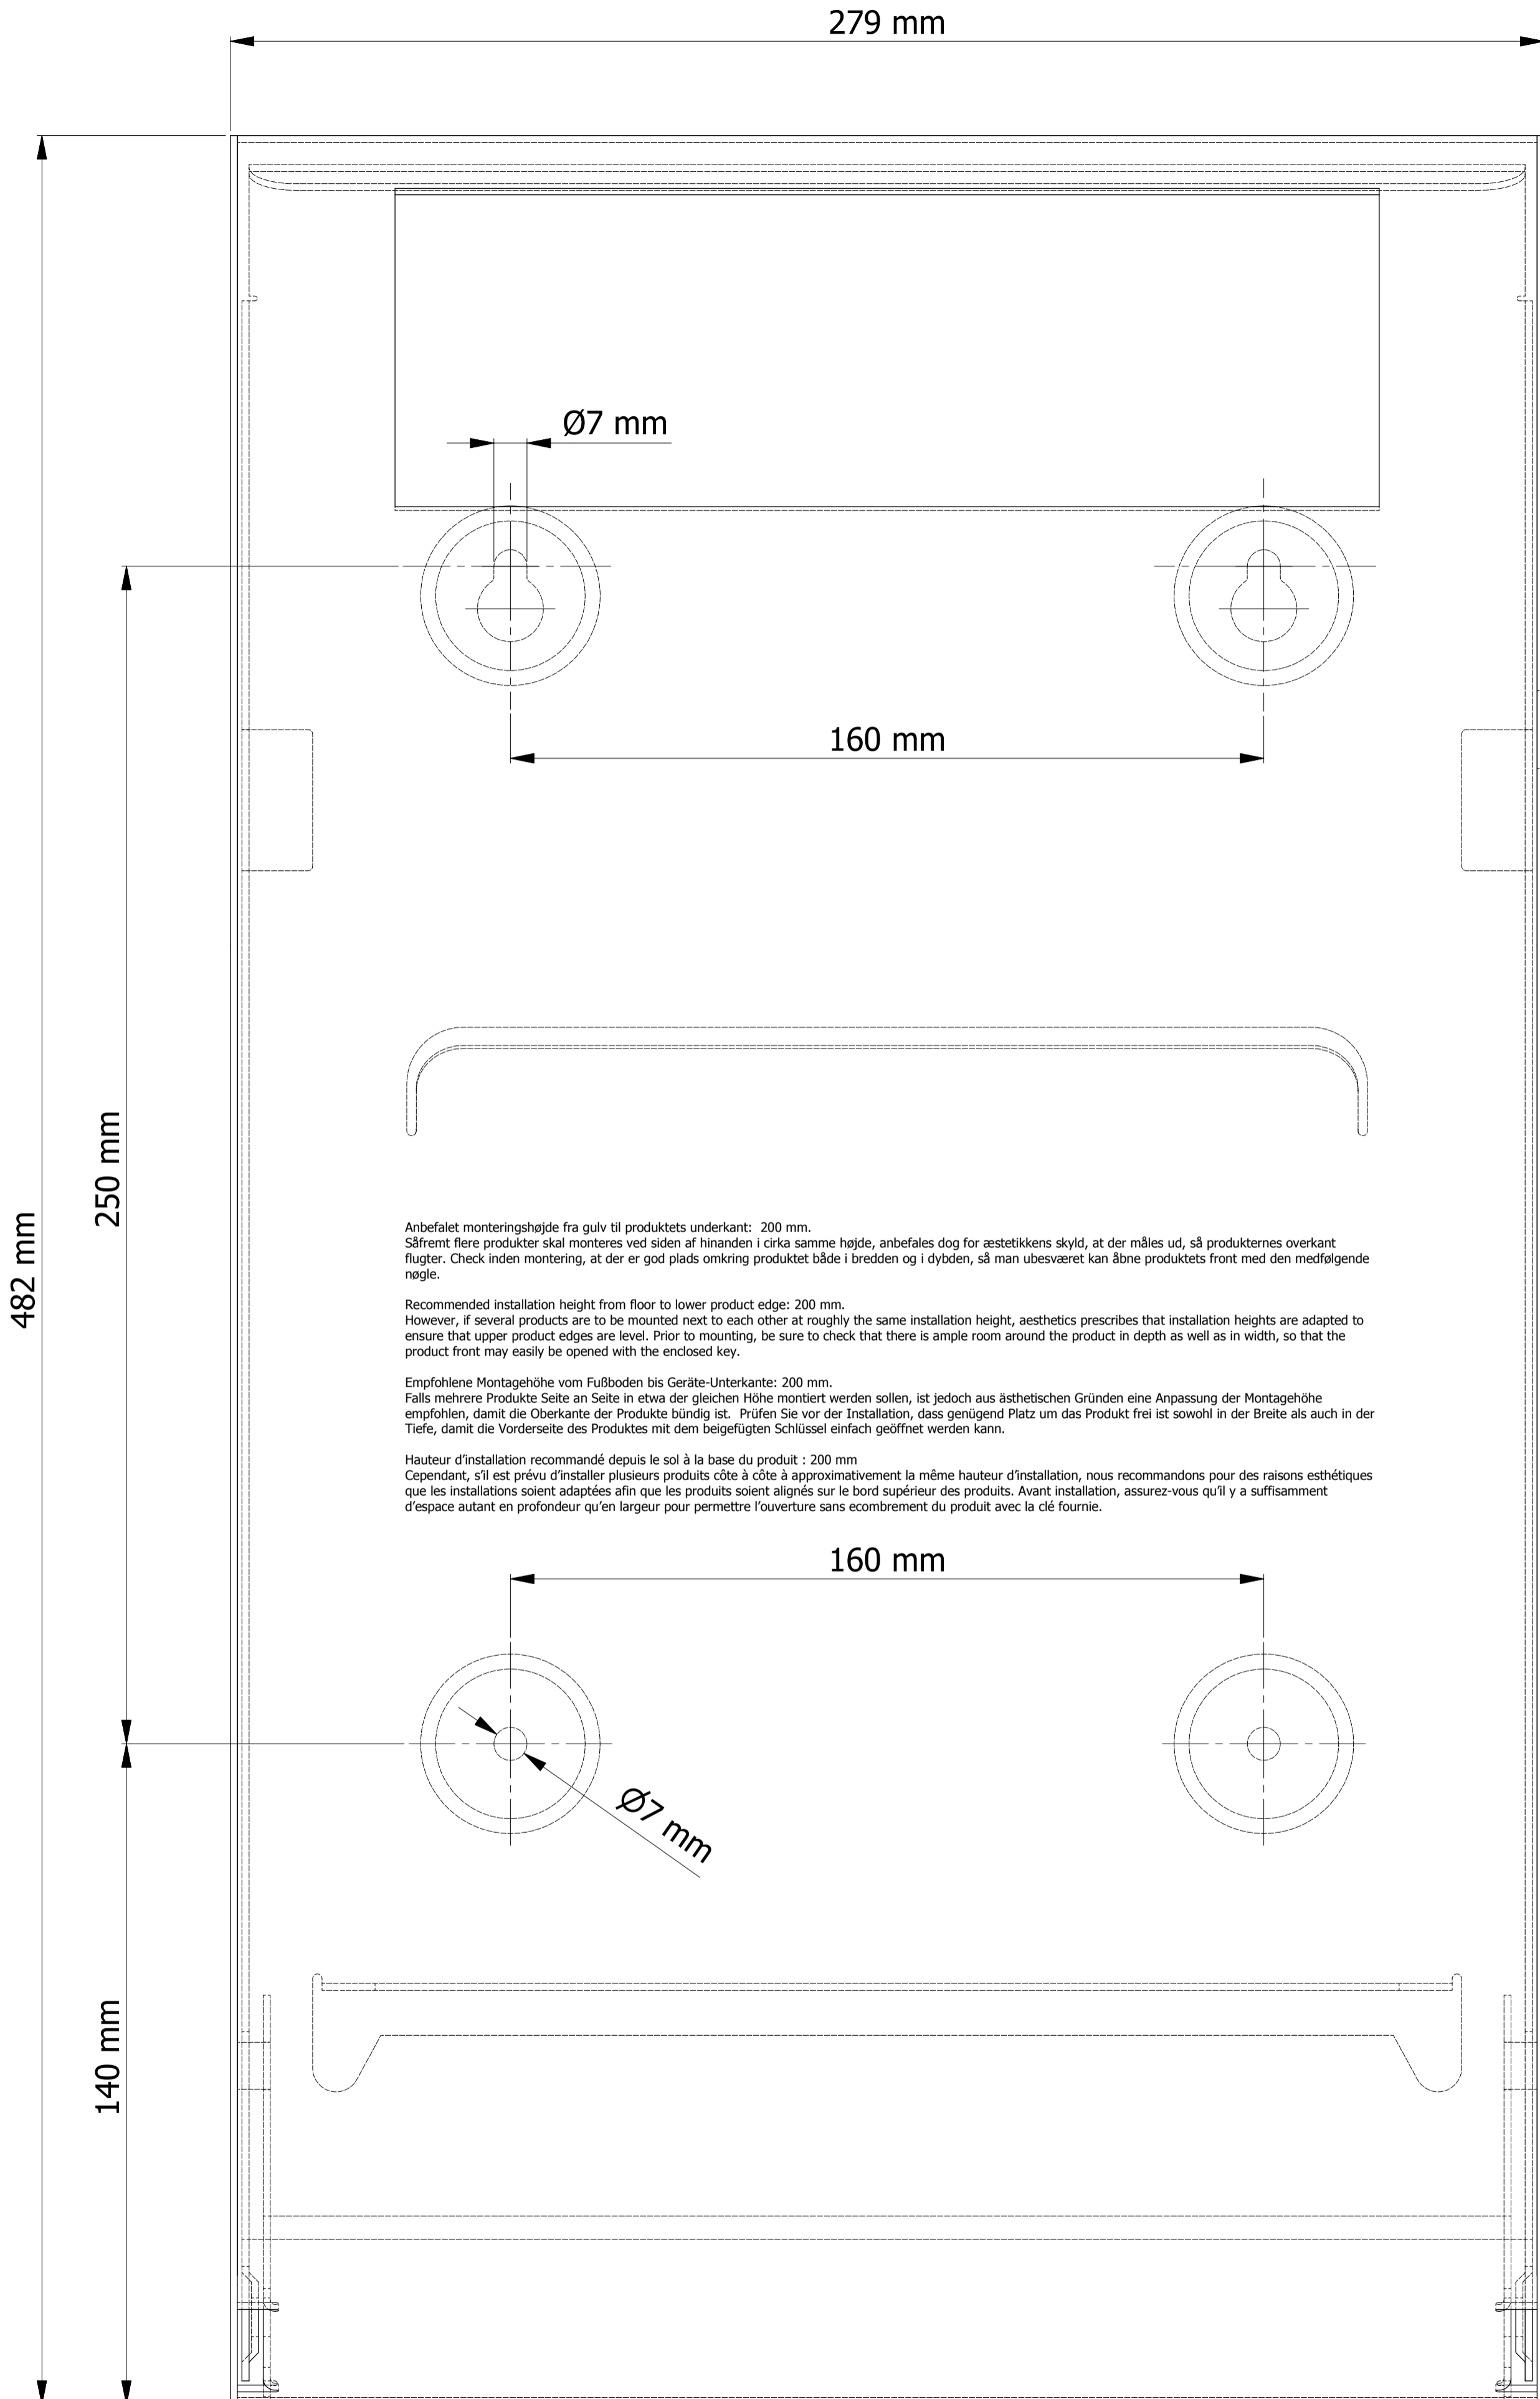 279 mm
Ø7 mm
160 mm
250 mm
482 mm
Anbefalet monteringshøjde fra gulv til produktets underkant:  200 mm.
Såfremt flere produkter skal monteres ved siden af hinanden i cirka samme højde, anbefales dog for æstetikkens skyld, at der måles ud, så produkternes overkant
flugter. Check inden montering, at der er god plads omkring produktet både i bredden og i dybden, så man ubesværet kan åbne produktets front med den medfølgende
nøgle.
Recommended installation height from floor to lower product edge: 200 mm.
However, if several products are to be mounted next to each other at roughly the same installation height, aesthetics prescribes that installation heights are adapted to
ensure that upper product edges are level. Prior to mounting, be sure to check that there is ample room around the product in depth as well as in width, so that the
product front may easily be opened with the enclosed key.
Empfohlene Montagehöhe vom Fußboden bis Geräte-Unterkante: 200 mm.
Falls mehrere Produkte Seite an Seite in etwa der gleichen Höhe montiert werden sollen, ist jedoch aus ästhetischen Gründen eine Anpassung der Montagehöhe
empfohlen, damit die Oberkante der Produkte bündig ist.  Prüfen Sie vor der Installation, dass genügend Platz um das Produkt frei ist sowohl in der Breite als auch in der
Tiefe, damit die Vorderseite des Produktes mit dem beigefügten Schlüssel einfach geöffnet werden kann.
Hauteur d'installation recommandé depuis le sol à la base du produit : 200 mm
Cependant, s'il est prévu d'installer plusieurs produits côte à côte à approximativement la même hauteur d'installation, nous recommandons pour des raisons esthétiques
que les installations soient adaptées afin que les produits soient alignés sur le bord supérieur des produits. Avant installation, assurez-vous qu'il y a suffisamment
d'espace autant en profondeur qu'en largeur pour permettre l'ouverture sans ecombrement du produit avec la clé fournie.
160 mm
Ø7 mm
140 mm